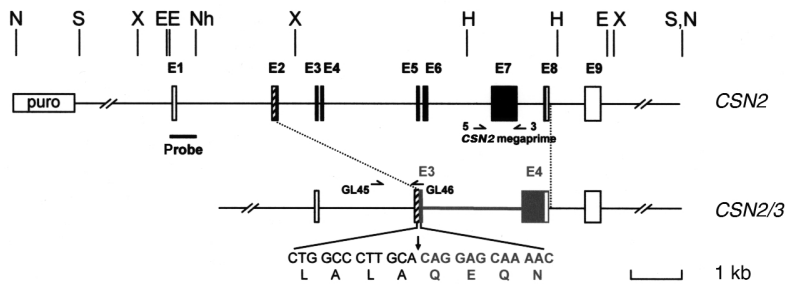 N S X EE Nh X H H E X S,N
E1 E2 E3 E4 E5 E6 E7 E8 E9
puro CSN2
5 3
Probe CSN2 megaprime
E3 E4
GL45 GL46
CSN2/3
CTG GCC CTT GCA CAG GAG CAA AAC
L A L A Q E Q N
1 kb